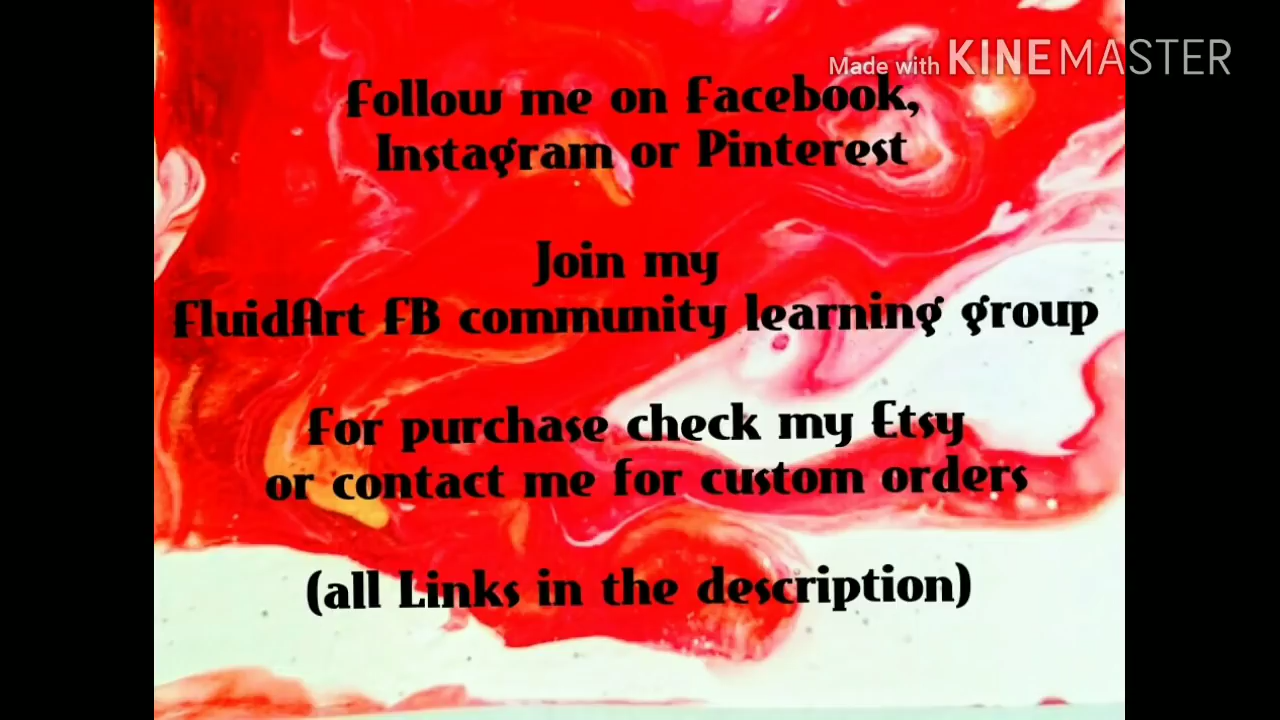 Made with KINEMASTER
Follow me on Facebook,
Instagram or Pinterest
Join my
FluidArt FB community learning group
For purchase check my Etsy
or contact me for custom orders
(all Links in the description)